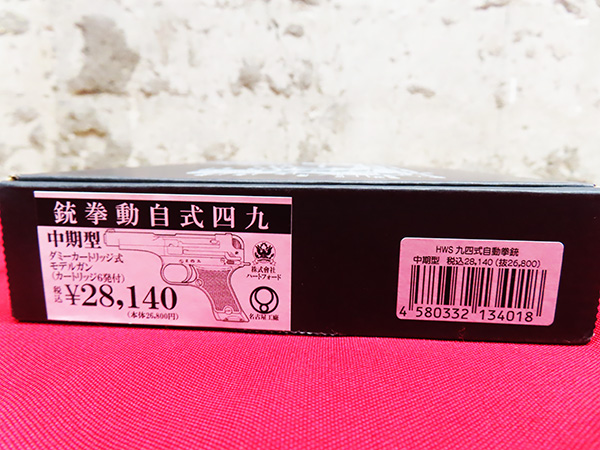 銃拳動自式四九
中期型
ダミーカートリッジ式
モデルガン
(カートリッジ6発付)
税込 ¥28,140
(本体26,800円)
株式会社
ハートフォード
名古屋工廠
HWS 九四式自動拳銃
中期型 税込28,140(抜26,800)
4 580332 134018